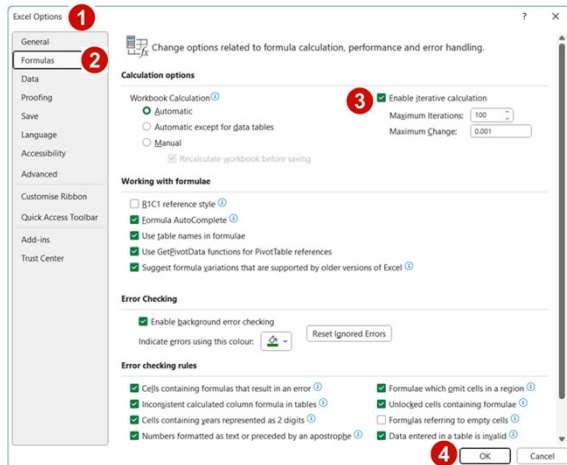 Excel Options
1
?
×
General
Formulas
2
Data
Proofing
Save
Language
Accessibility
Advanced
Customise Ribbon
Quick Access Toolbar
Add-ins
Trust Center
Change options related to formula calculation, performance and error handling.
Calculation options
Workbook Calculation
Automatic
Automatic except for data tables
Manual
Recalculate workbook before saving
3
Enable iterative calculation
Maximum Iterations: 100
Maximum Change: 0.001
Working with formulae
R1C1 reference style
Formula AutoComplete
Use table names in formulae
Use GetPivotData functions for PivotTable references
Suggest formula variations that are supported by older versions of Excel
Error Checking
Enable background error checking
Indicate errors using this colour:
Reset Ignored Errors
Error checking rules
Cells containing formulas that result in an error
Inconsistent calculated column formula in tables
Cells containing years represented as 2 digits
Numbers formatted as text or preceded by an apostrophe
Formulae which omit cells in a region
Unlocked cells containing formulae
Formulas referring to empty cells
Data entered in a table is invalid
4
OK
Cancel